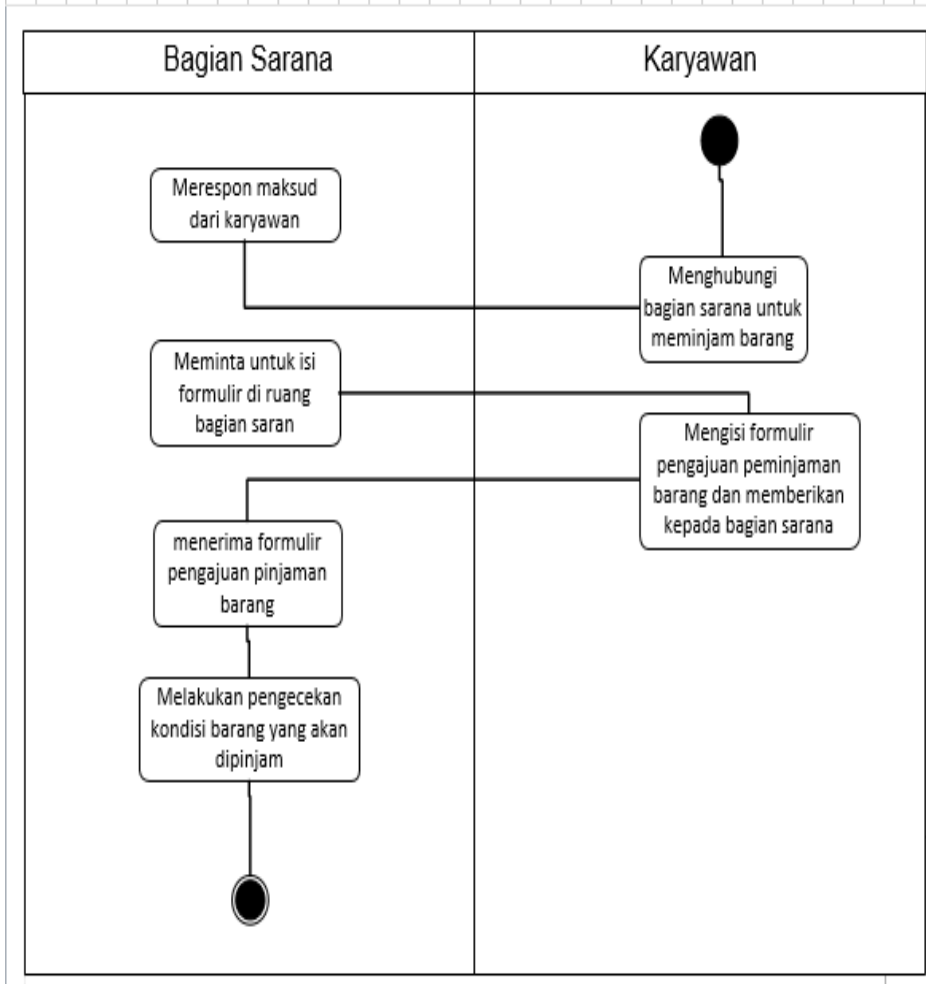 Bagian Sarana
Karyawan
Merespon maksud
dari karyawan
Menghubungi
bagian sarana untuk
meminjam barang
Meminta untuk isi
formulir di ruang
bagian saran
Mengisi formulir
pengajuan peminjaman
barang dan memberikan
kepada bagian sarana
menerima formulir
pengajuan pinjaman
barang
Melakukan pengecekan
kondisi barang yang akan
dipinjam